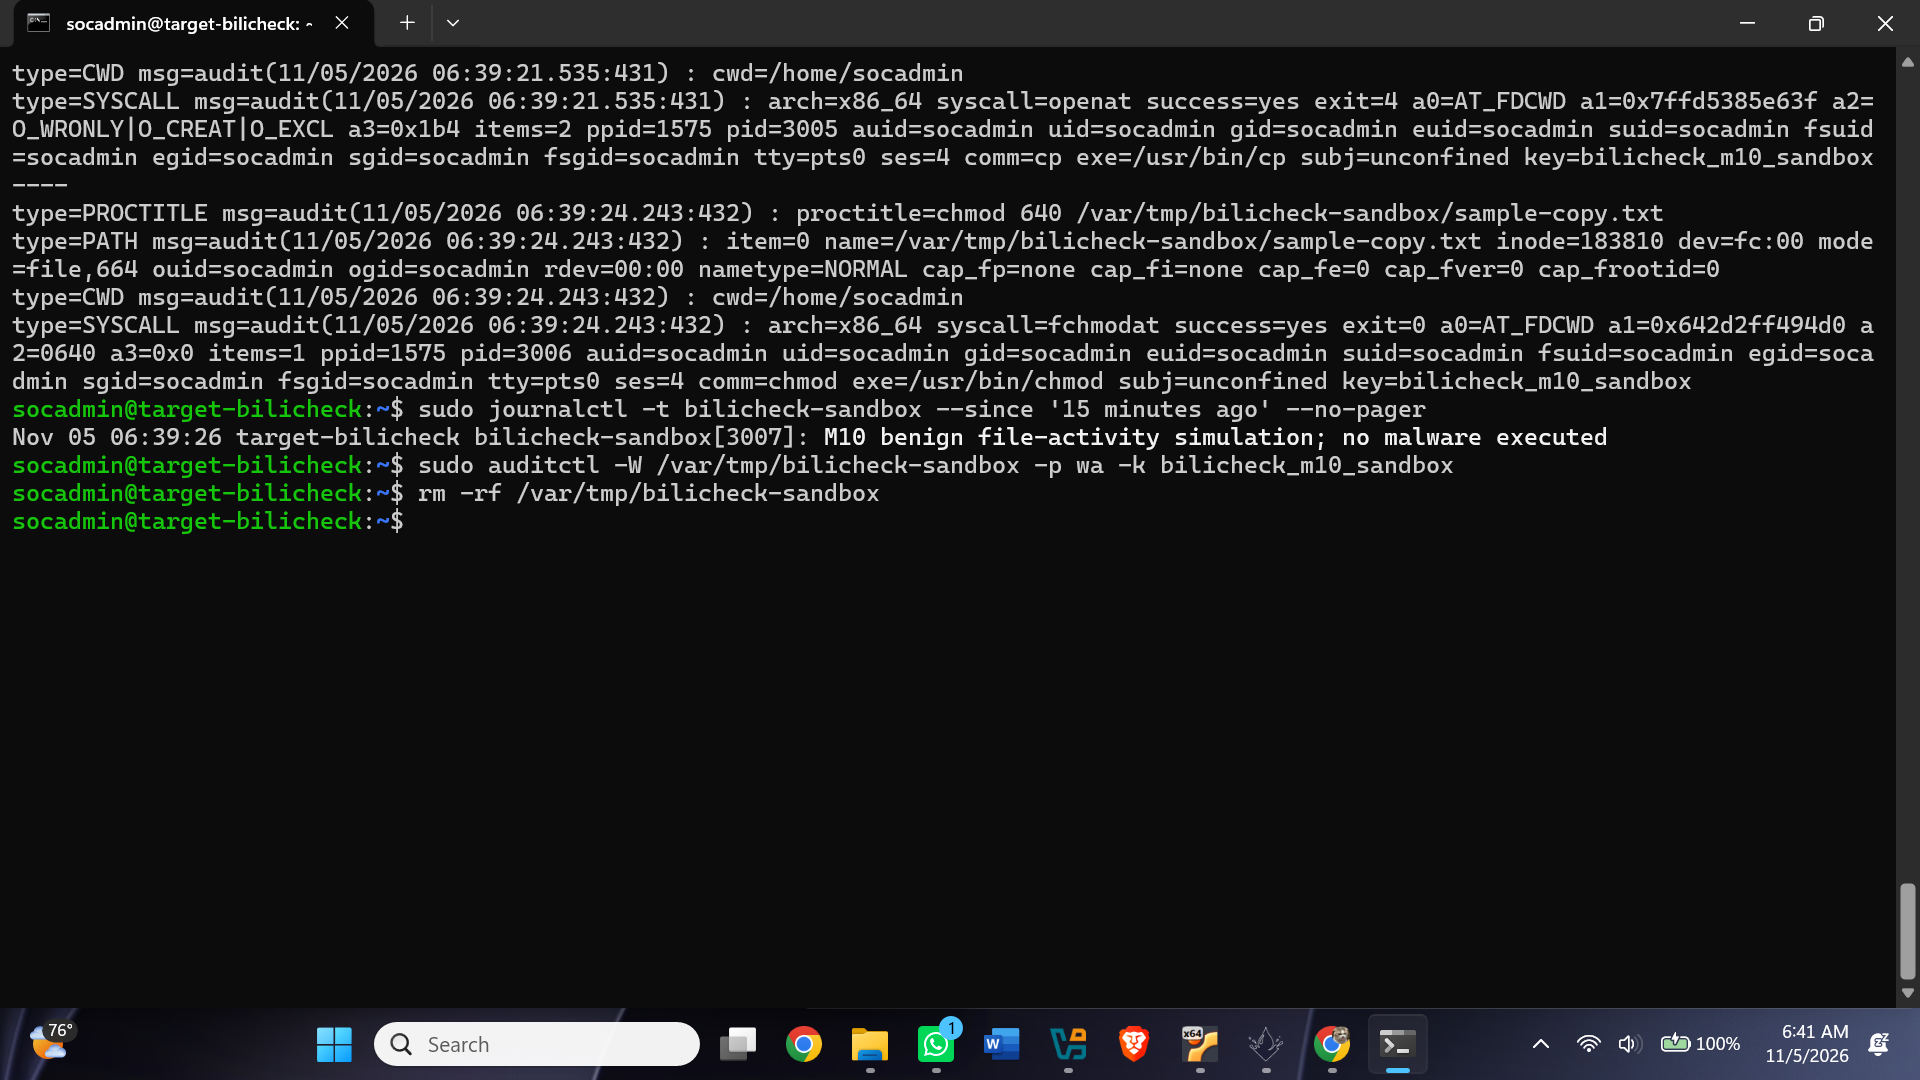 socadmin@target-bilicheck: ~
type=CWD msg=audit(11/05/2026 06:39:21.535:431) : cwd=/home/socadmin
type=SYSCALL msg=audit(11/05/2026 06:39:21.535:431) : arch=x86_64 syscall=openat success=yes exit=4 a0=AT_FDCWD a1=0x7ffd5385e63f a2=
O_WRONLY|O_CREAT|O_EXCL a3=0x1b4 items=2 ppid=1575 pid=3005 auid=socadmin uid=socadmin gid=socadmin euid=socadmin suid=socadmin fsuid
=socadmin egid=socadmin sgid=socadmin fsgid=socadmin tty=pts0 ses=4 comm=cp exe=/usr/bin/cp subj=unconfined key=bilicheck_m10_sandbox
----
type=PROCTITLE msg=audit(11/05/2026 06:39:24.243:432) : proctitle=chmod 640 /var/tmp/bilicheck-sandbox/sample-copy.txt
type=PATH msg=audit(11/05/2026 06:39:24.243:432) : item=0 name=/var/tmp/bilicheck-sandbox/sample-copy.txt inode=183810 dev=fc:00 mode
=file,664 ouid=socadmin ogid=socadmin rdev=00:00 nametype=NORMAL cap_fp=none cap_fi=none cap_fe=0 cap_fver=0 cap_frootid=0
type=CWD msg=audit(11/05/2026 06:39:24.243:432) : cwd=/home/socadmin
type=SYSCALL msg=audit(11/05/2026 06:39:24.243:432) : arch=x86_64 syscall=fchmodat success=yes exit=0 a0=AT_FDCWD a1=0x642d2ff494d0 a
2=0640 a3=0x0 items=1 ppid=1575 pid=3006 auid=socadmin uid=socadmin gid=socadmin euid=socadmin suid=socadmin fsuid=socadmin egid=soca
dmin sgid=socadmin fsgid=socadmin tty=pts0 ses=4 comm=chmod exe=/usr/bin/chmod subj=unconfined key=bilicheck_m10_sandbox
socadmin@target-bilicheck:~$ sudo journalctl -t bilicheck-sandbox --since '15 minutes ago' --no-pager
Nov 05 06:39:26 target-bilicheck bilicheck-sandbox[3007]: M10 benign file-activity simulation; no malware executed
socadmin@target-bilicheck:~$ sudo auditctl -W /var/tmp/bilicheck-sandbox -p wa -k bilicheck_m10_sandbox
socadmin@target-bilicheck:~$ rm -rf /var/tmp/bilicheck-sandbox
socadmin@target-bilicheck:~$
76°
Search
1
W
x64
100%
6:41 AM
11/5/2026